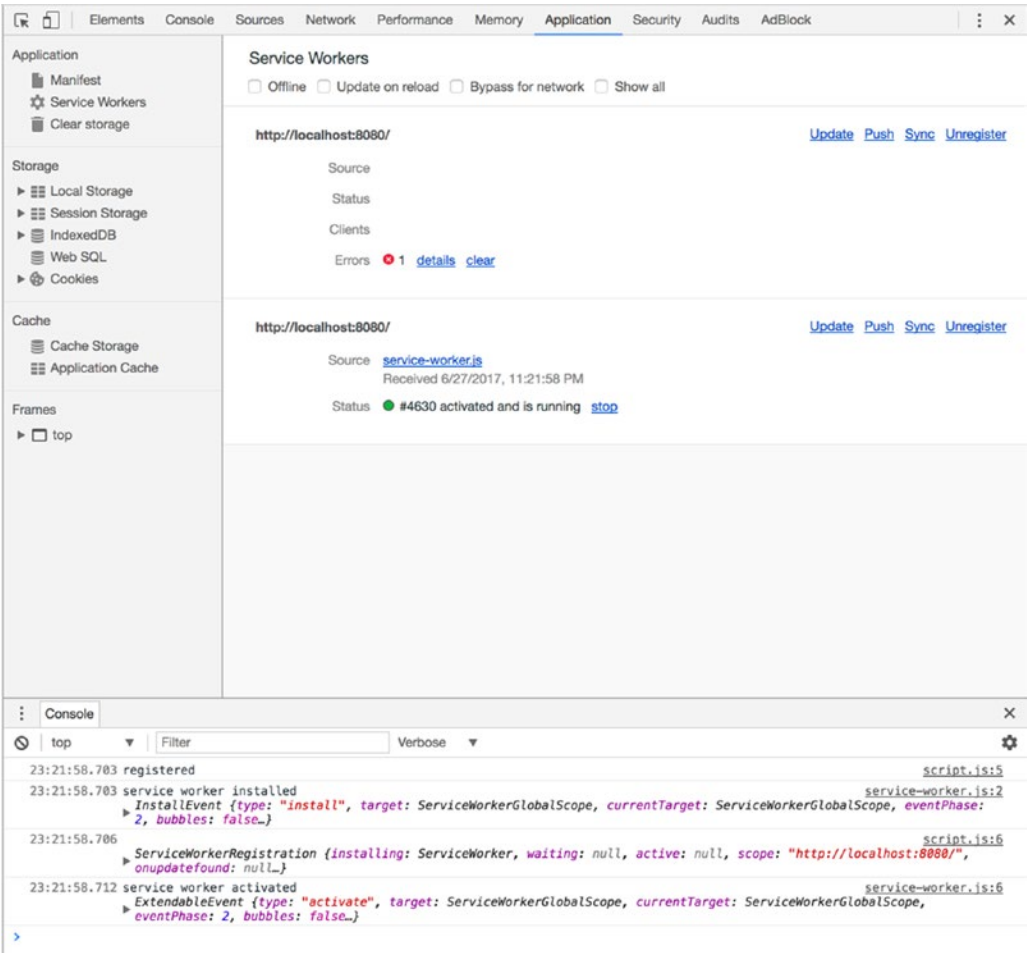 Elements Console Sources Network Performance Memory Application Security Audits AdBlock
Application
Manifest
Service Workers
Clear storage
Storage
Local Storage
Session Storage
IndexedDB
Web SQL
Cookies
Cache
Cache Storage
Application Cache
Frames
top
Service Workers
Offline Update on reload Bypass for network Show all
http://localhost:8080/ Update Push Sync Unregister
Source
Status
Clients
Errors 1 details clear
http://localhost:8080/ Update Push Sync Unregister
Source service-worker.js
Received 6/27/2017, 11:21:58 PM
Status #4630 activated and is running stop
Console
top Filter Verbose
23:21:58.703 registered script.js:5
23:21:58.703 service worker installed service-worker.js:2
InstallEvent {type: "install", target: ServiceWorkerGlobalScope, currentTarget: ServiceWorkerGlobalScope, eventPhase:
2, bubbles: false…}
23:21:58.706 script.js:6
ServiceWorkerRegistration {installing: ServiceWorker, waiting: null, active: null, scope: "http://localhost:8080/",
onupdatefound: null…}
23:21:58.712 service worker activated service-worker.js:6
ExtendableEvent {type: "activate", target: ServiceWorkerGlobalScope, currentTarget: ServiceWorkerGlobalScope,
eventPhase: 2, bubbles: false…}
>